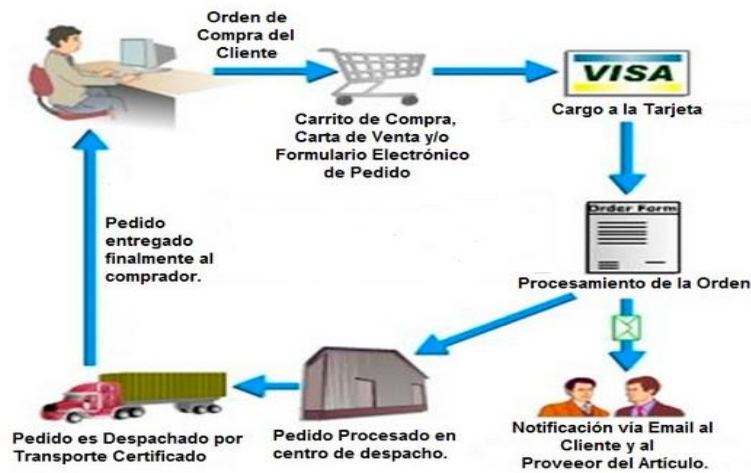 Orden de
Compra del
Cliente
Carrito de Compra,
Carta de Venta y/o
Formulario Electrónico
de Pedido
VISA
Cargo a la Tarjeta
Order Form
Procesamiento de la Orden
Notificación vía Email al
Cliente y al
Proveeor del Artículo.
Pedido Procesado en
centro de despacho.
Pedido es Despachado por
Transporte Certificado
Pedido
entregado
finalmente al
comprador.